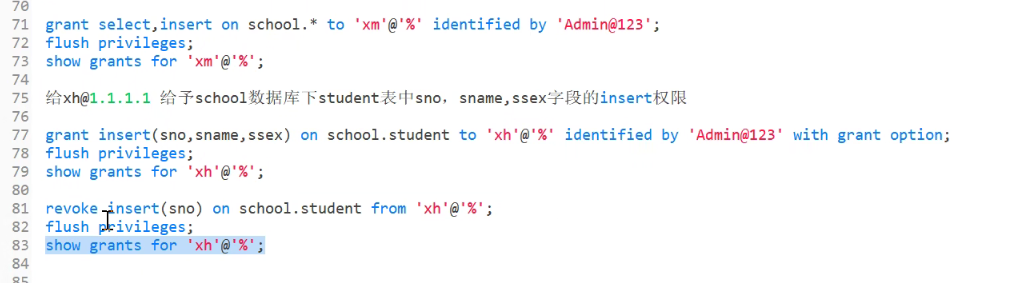 70
71 grant select,insert on school.* to 'xm'@'%' identified by 'Admin@123';
72 flush privileges;
73 show grants for 'xm'@'%';
74
75 给xh@1.1.1.1 给予school数据库下student表中sno，sname,ssex字段的insert权限
76
77 grant insert(sno,sname,ssex) on school.student to 'xh'@'%' identified by 'Admin@123' with grant option;
78 flush privileges;
79 show grants for 'xh'@'%';
80
81 revoke insert(sno) on school.student from 'xh'@'%';
82 flush privileges;
83 show grants for 'xh'@'%';
84
85